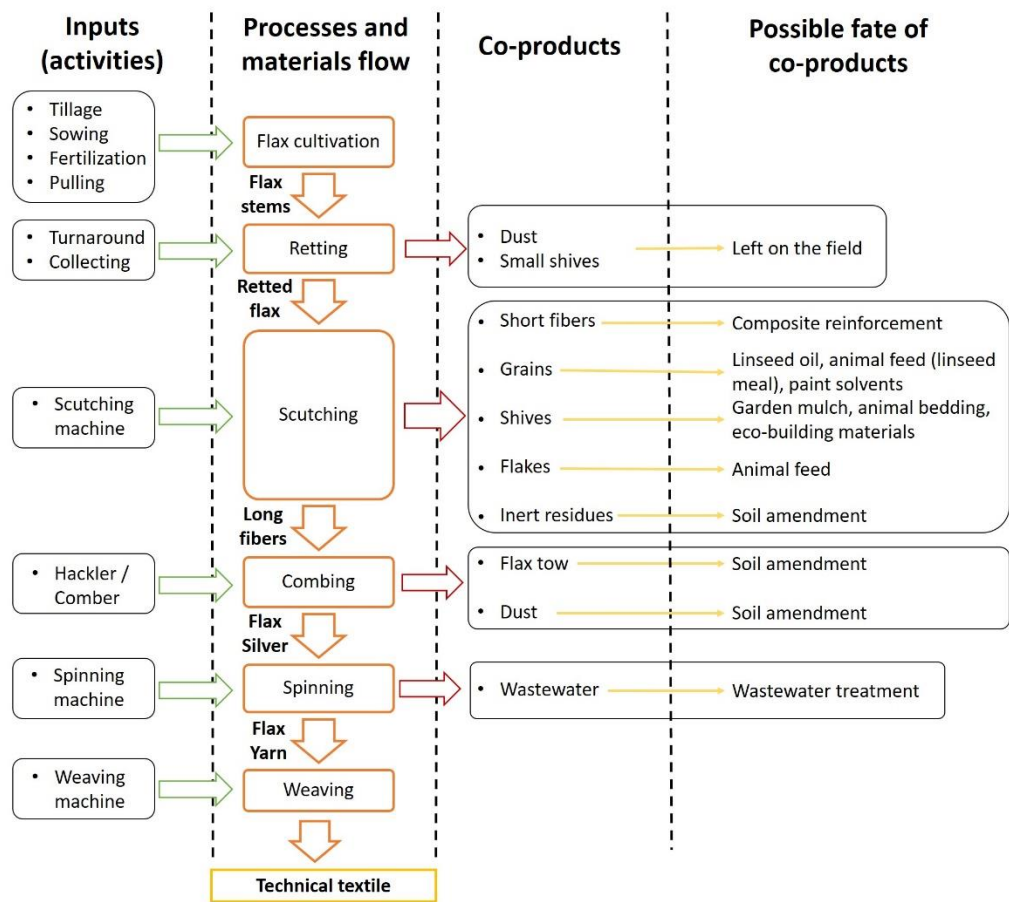 Inputs
(activities)
Processes and
materials flow
Co-products
Possible fate of
co-products
• Tillage
• Sowing
• Fertilization
• Pulling
Flax cultivation
Flax
stems
• Turnaround
• Collecting
Retting
• Dust
• Small shives
Left on the field
Retted
flax
• Scutching
machine
Scutching
• Short fibers
Composite reinforcement
• Grains
Linseed oil, animal feed (linseed
meal), paint solvents
• Shives
Garden mulch, animal bedding,
eco-building materials
• Flakes
Animal feed
• Inert residues
Soil amendment
Long
fibers
• Hackler /
Comber
Combing
• Flax tow
Soil amendment
• Dust
Soil amendment
Flax
Silver
• Spinning
machine
Spinning
• Wastewater
Wastewater treatment
Flax
Yarn
• Weaving
machine
Weaving
Technical textile